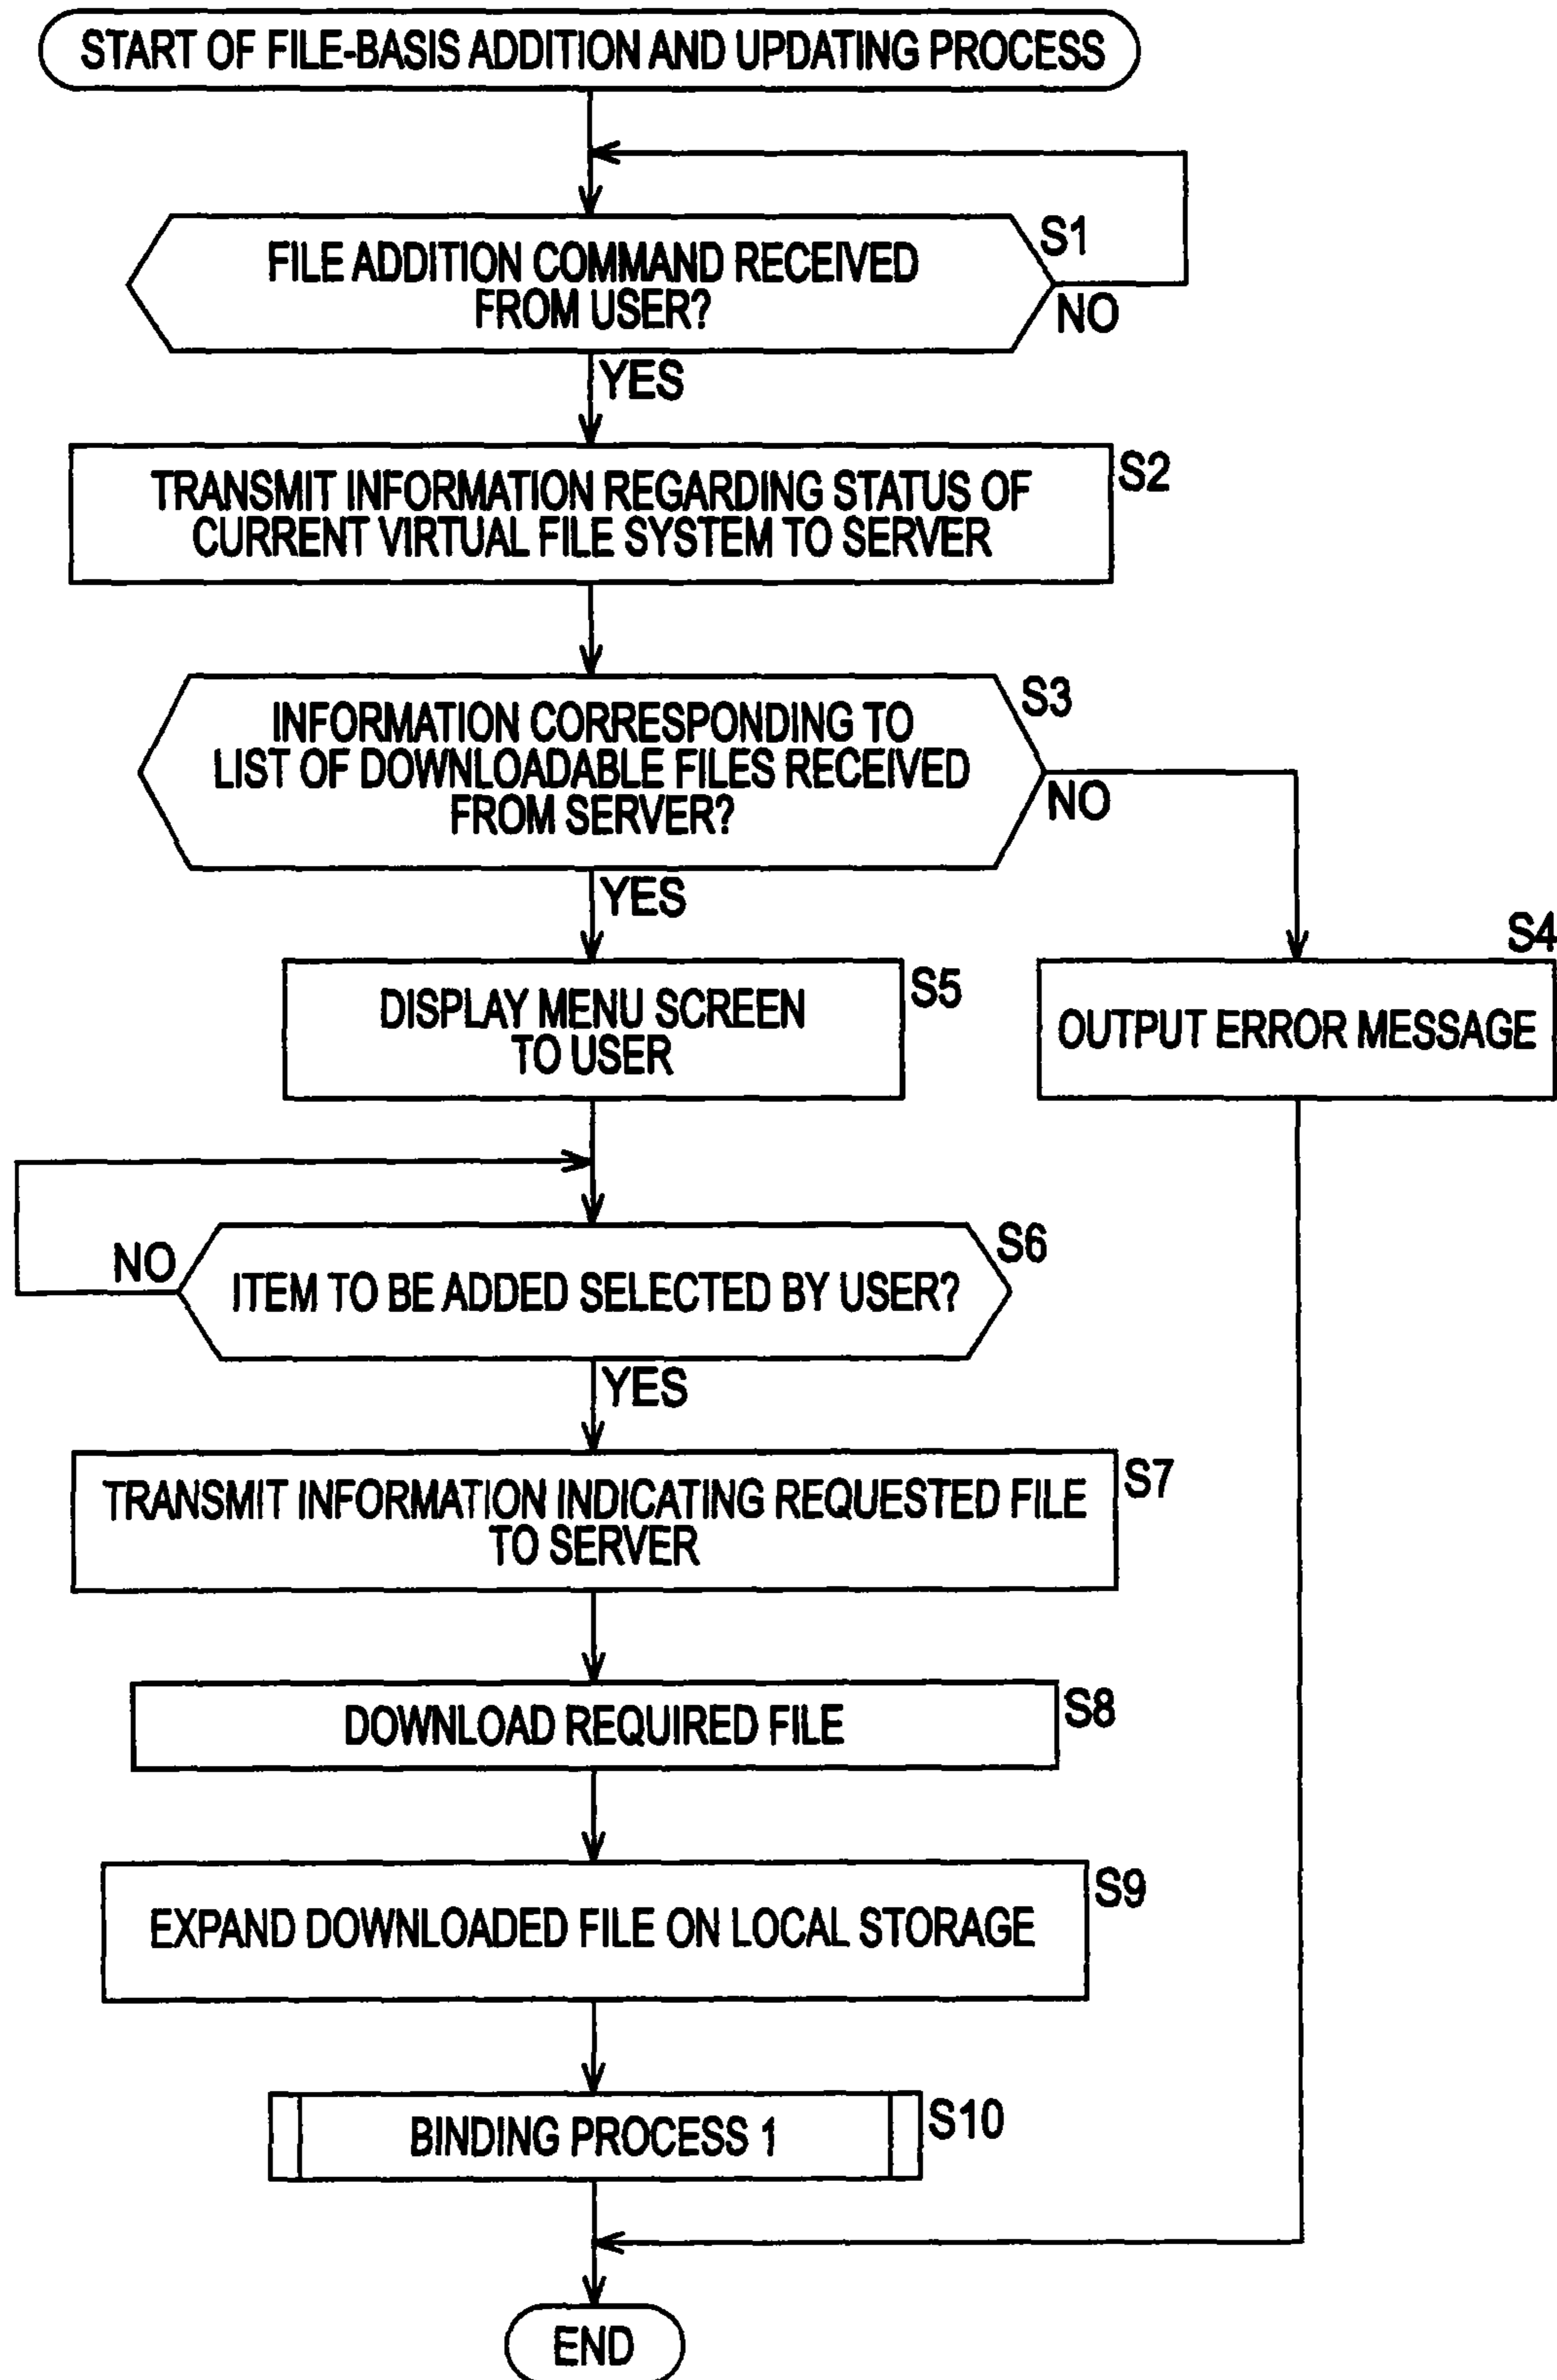 START OF FILE-BASIS ADDITION AND UPDATING PROCESS
S1
FILE ADDITION COMMAND RECEIVED
FROM USER?
NO
YES
S2
TRANSMIT INFORMATION REGARDING STATUS OF
CURRENT VIRTUAL FILE SYSTEM TO SERVER
S3
INFORMATION CORRESPONDING TO
LIST OF DOWNLOADABLE FILES RECEIVED
FROM SERVER?
NO
YES
S4
S5
DISPLAY MENU SCREEN
TO USER
OUTPUT ERROR MESSAGE
S6
NO
ITEM TO BE ADDED SELECTED BY USER?
YES
S7
TRANSMIT INFORMATION INDICATING REQUESTED FILE
TO SERVER
S8
DOWNLOAD REQUIRED FILE
S9
EXPAND DOWNLOADED FILE ON LOCAL STORAGE
S10
BINDING PROCESS 1
END